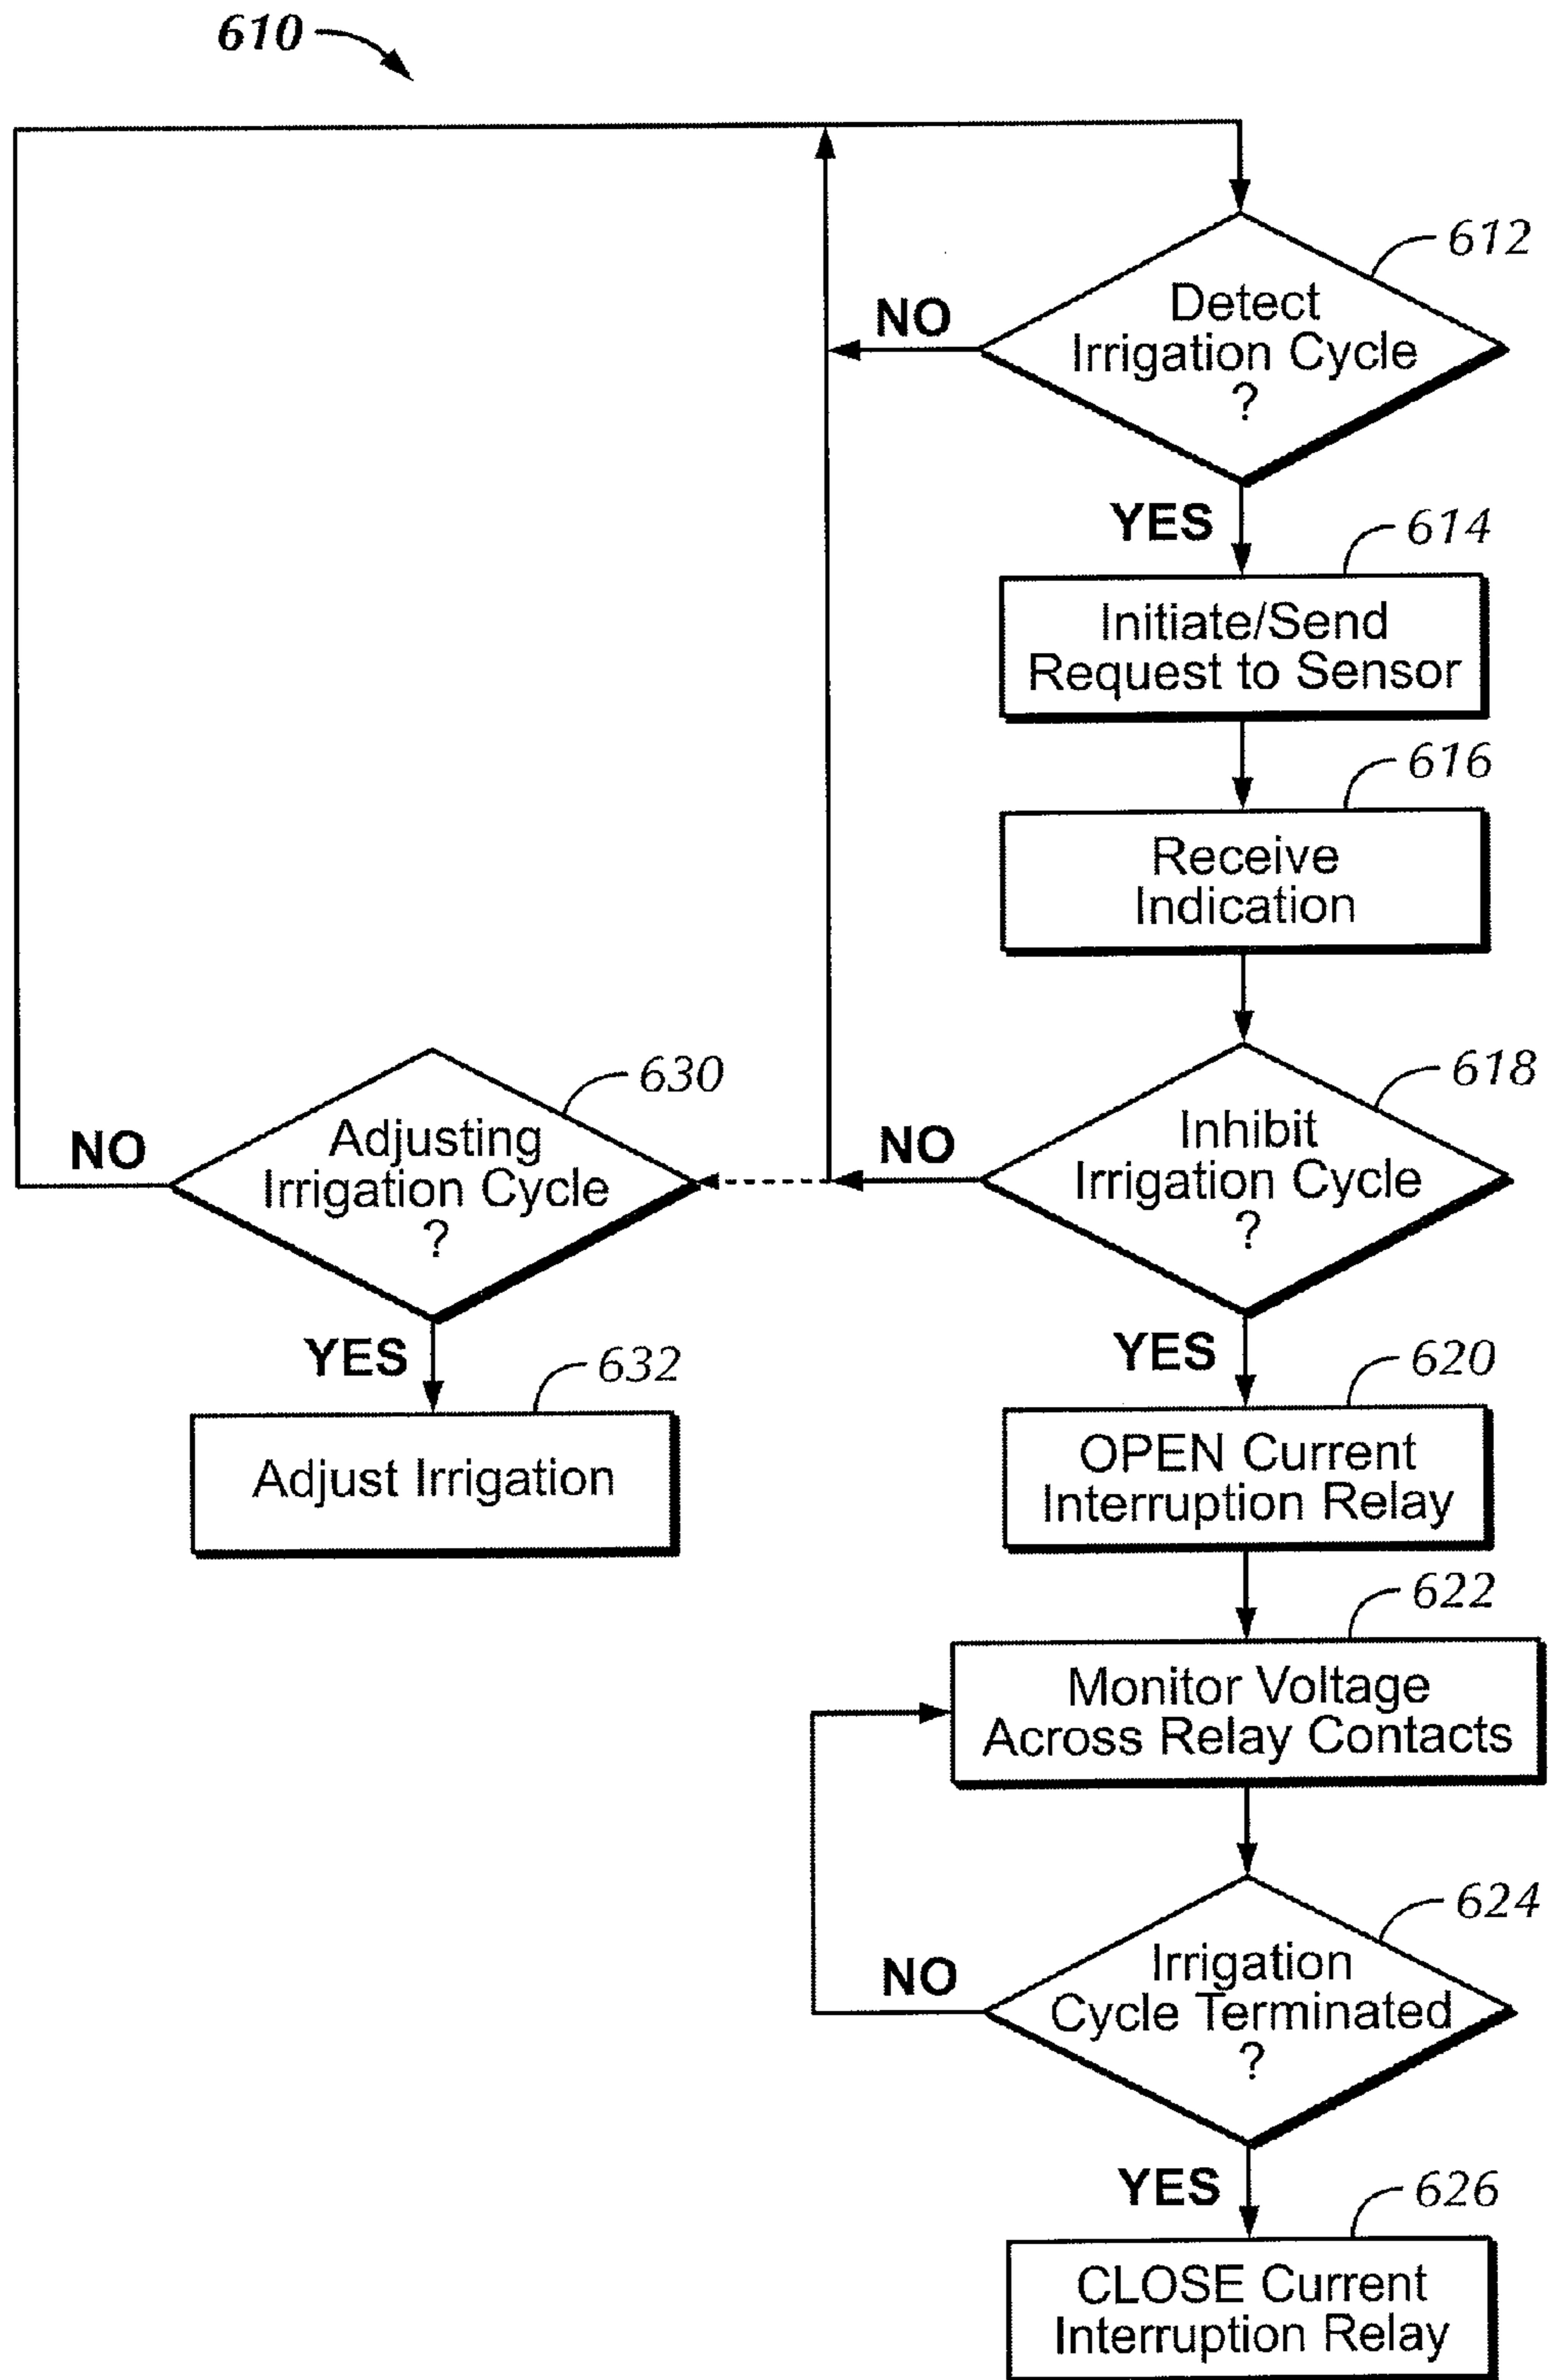 610
612
Detect
Irrigation Cycle
?
NO
YES
614
Initiate/Send
Request to Sensor
616
Receive
Indication
618
Inhibit
Irrigation Cycle
?
NO
YES
630
Adjusting
Irrigation Cycle
?
NO
YES
632
Adjust Irrigation
620
OPEN Current
Interruption Relay
622
Monitor Voltage
Across Relay Contacts
624
Irrigation
Cycle Terminated
?
NO
YES
626
CLOSE Current
Interruption Relay